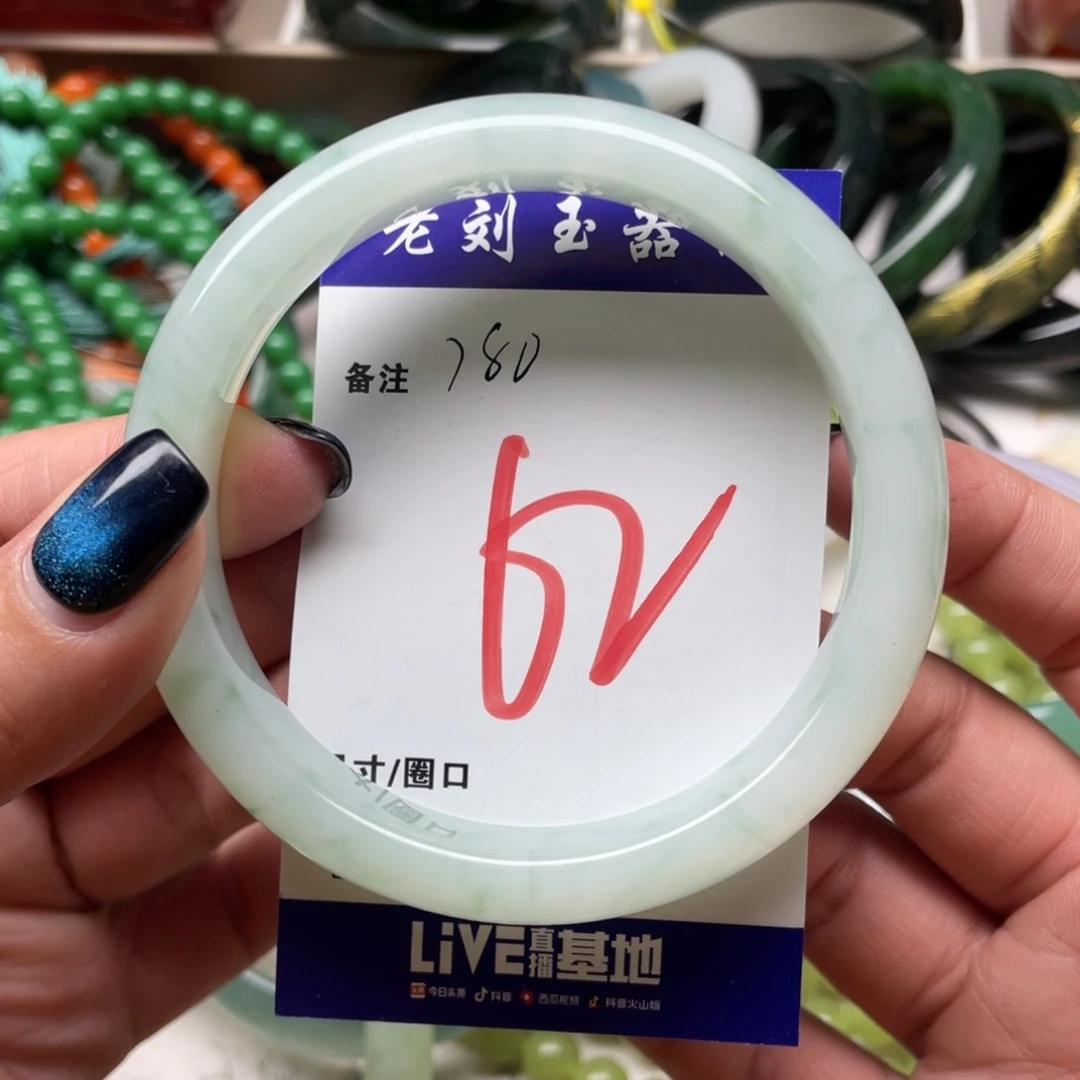 老刘玉器
备注 780
62
寸/圈口
LiVE直播基地
今日头条 抖音 西瓜视频 抖音火山版